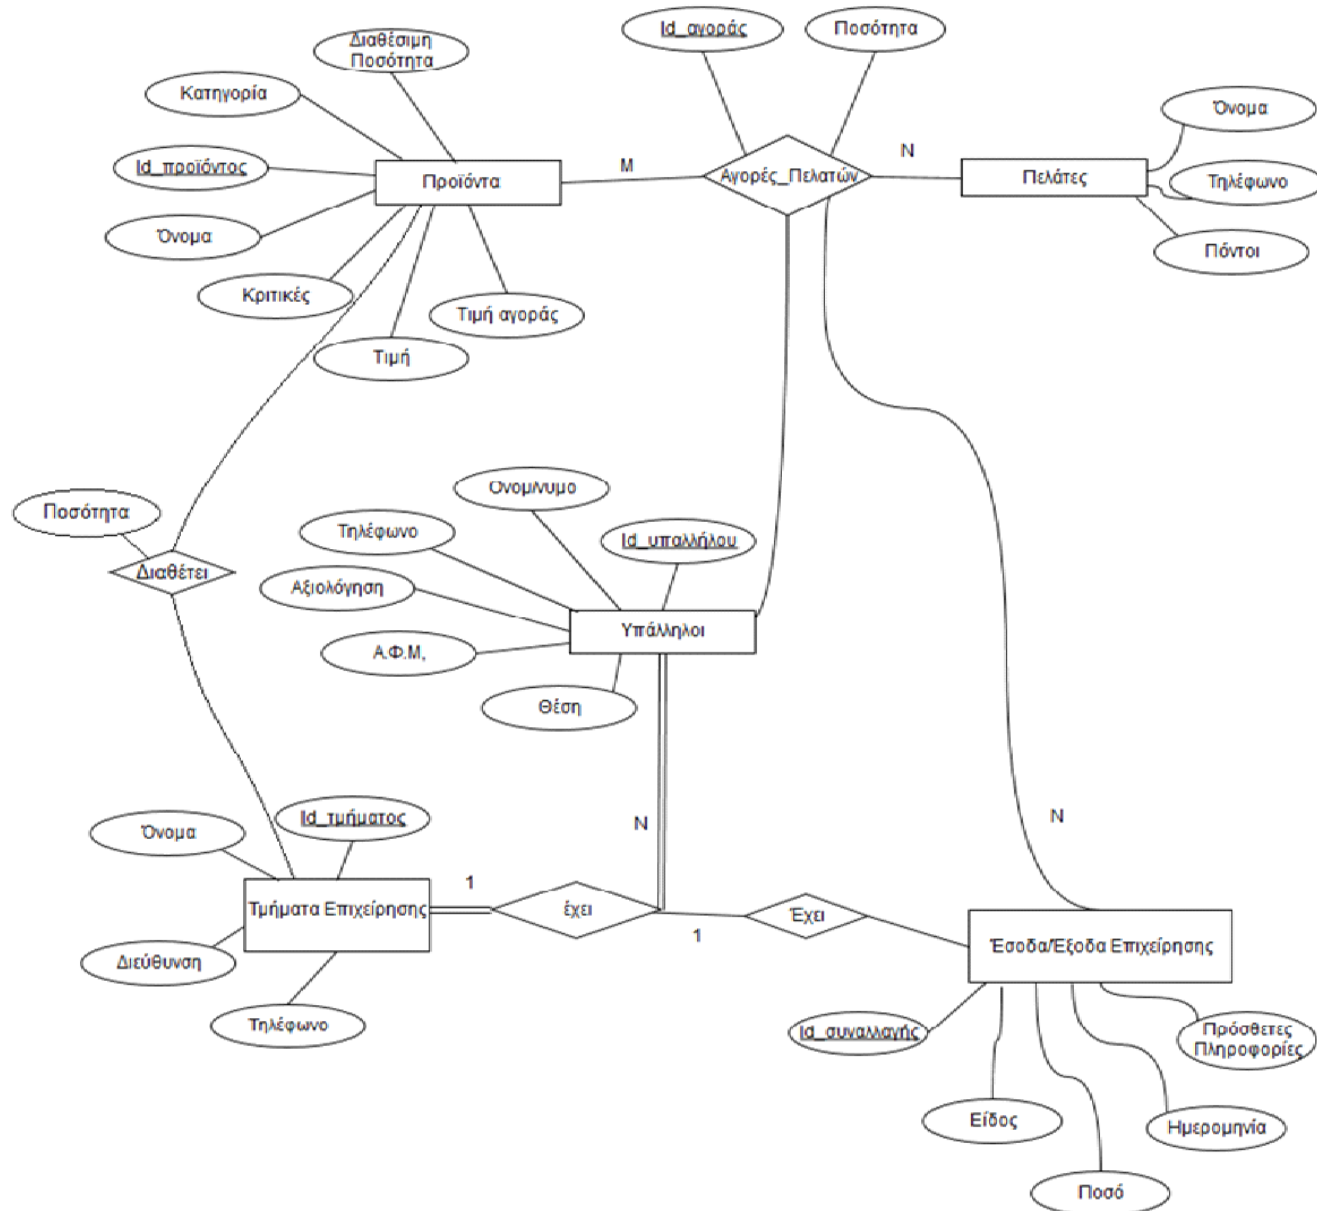 Id_αγοράς
Ποσότητα
Διαθέσιμη
Ποσότητα
Κατηγορία
Όνομα
Id_προϊόντος
Προϊόντα
M
Αγορές_Πελατών
N
Πελάτες
Τηλέφωνο
Όνομα
Πόντοι
Κριτικές
Τιμή αγοράς
Τιμή
Ονομ/νυμο
Ποσότητα
Τηλέφωνο
Id_υπαλλήλου
Διαθέτει
Αξιολόγηση
Υπάλληλοι
Α.Φ.Μ,
Θέση
Id_τμήματος
Όνομα
N
N
1
Τμήματα Επιχείρησης
έχει
1
Έχει
Έσοδα/Έξοδα Επιχείρησης
Διεύθυνση
Τηλέφωνο
Id_συναλλαγής
Πρόσθετες
Πληροφορίες
Είδος
Ημερομηνία
Ποσό